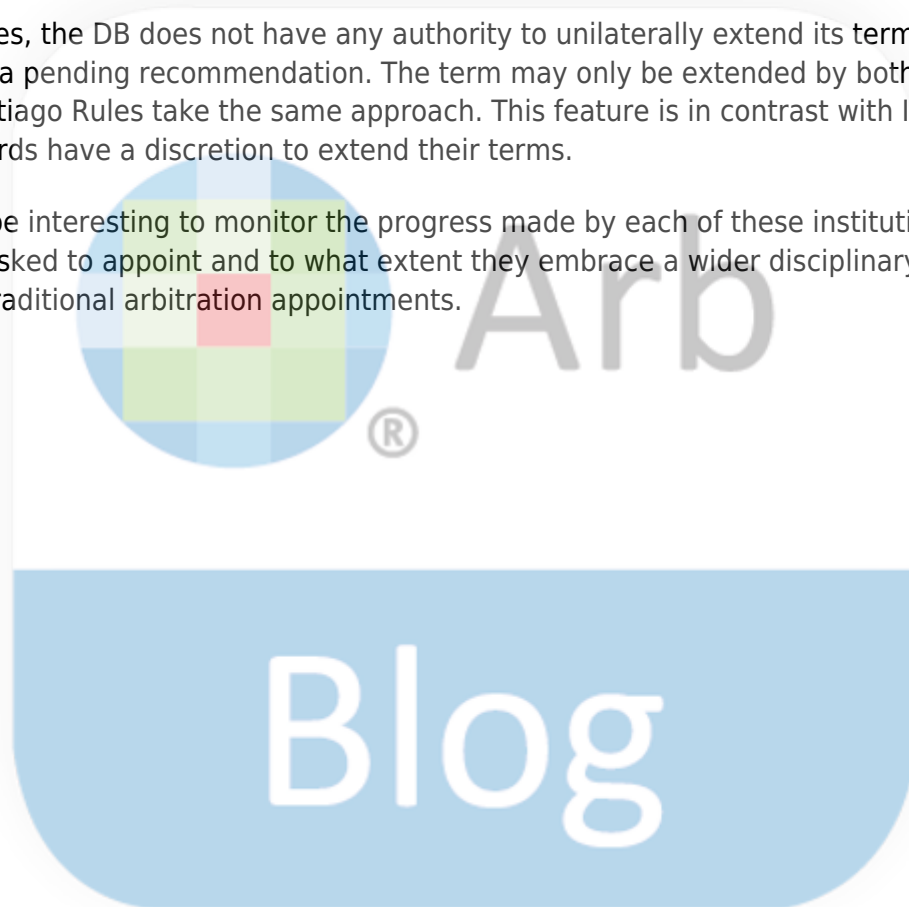 es, the DB does not have any authority to unilaterally extend its term
a pending recommendation. The term may only be extended by both
tiago Rules take the same approach. This feature is in contrast with I
rds have a discretion to extend their terms.
be interesting to monitor the progress made by each of these instituti
sked to appoint and to what extent they embrace a wider disciplinary
raditional arbitration appointments.
Arb
®
Blog